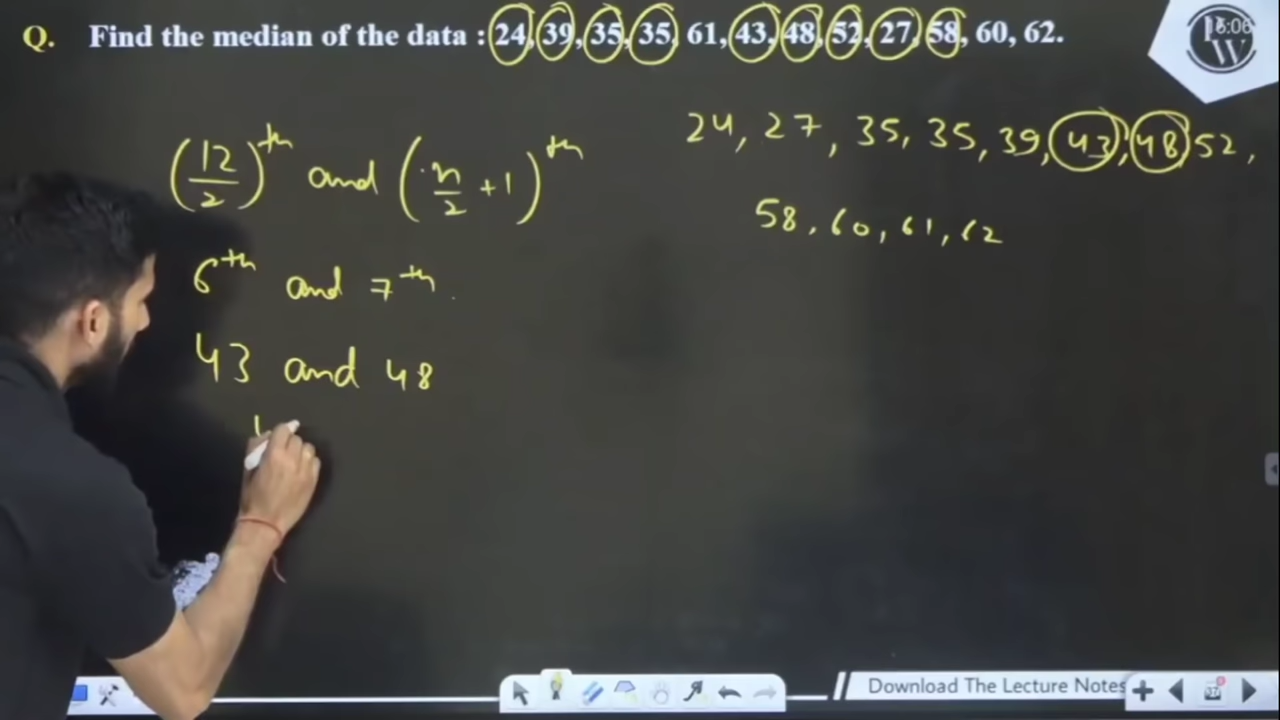 Q. Find the median of the data : 24, 39, 35, 35, 61, 43, 48, 52, 27, 58, 60, 62.
24, 27, 35, 35, 39, 43, 48, 52,
58, 60, 61, 62
(12/2)th and (n/2 + 1)th
6th and 7th.
43 and 48
Download The Lecture Notes